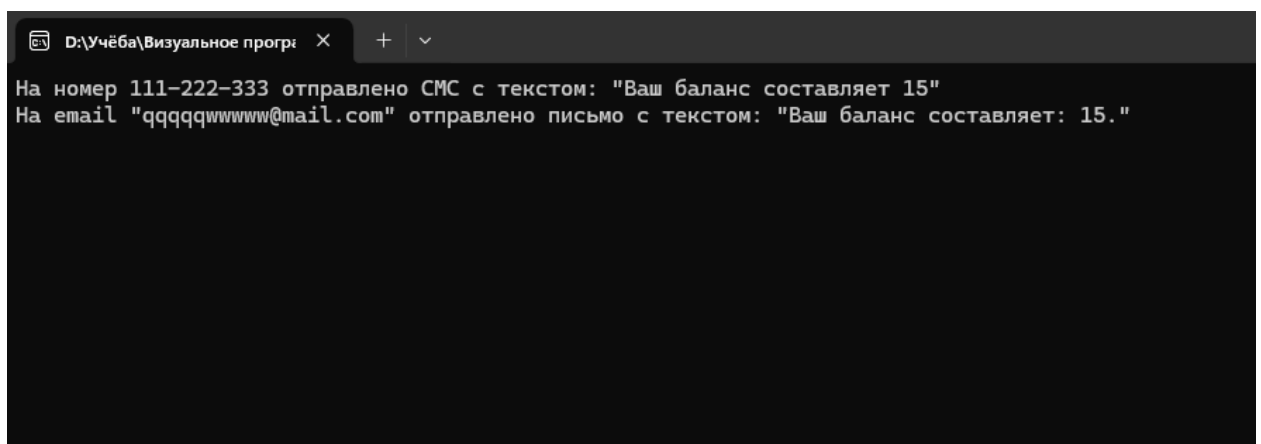 D:\Учёба\Визуальное програ
На номер 111-222-333 отправлено СМС с текстом: "Ваш баланс составляет 15"
На email "qqqqqwwwww@mail.com" отправлено письмо с текстом: "Ваш баланс составляет: 15."